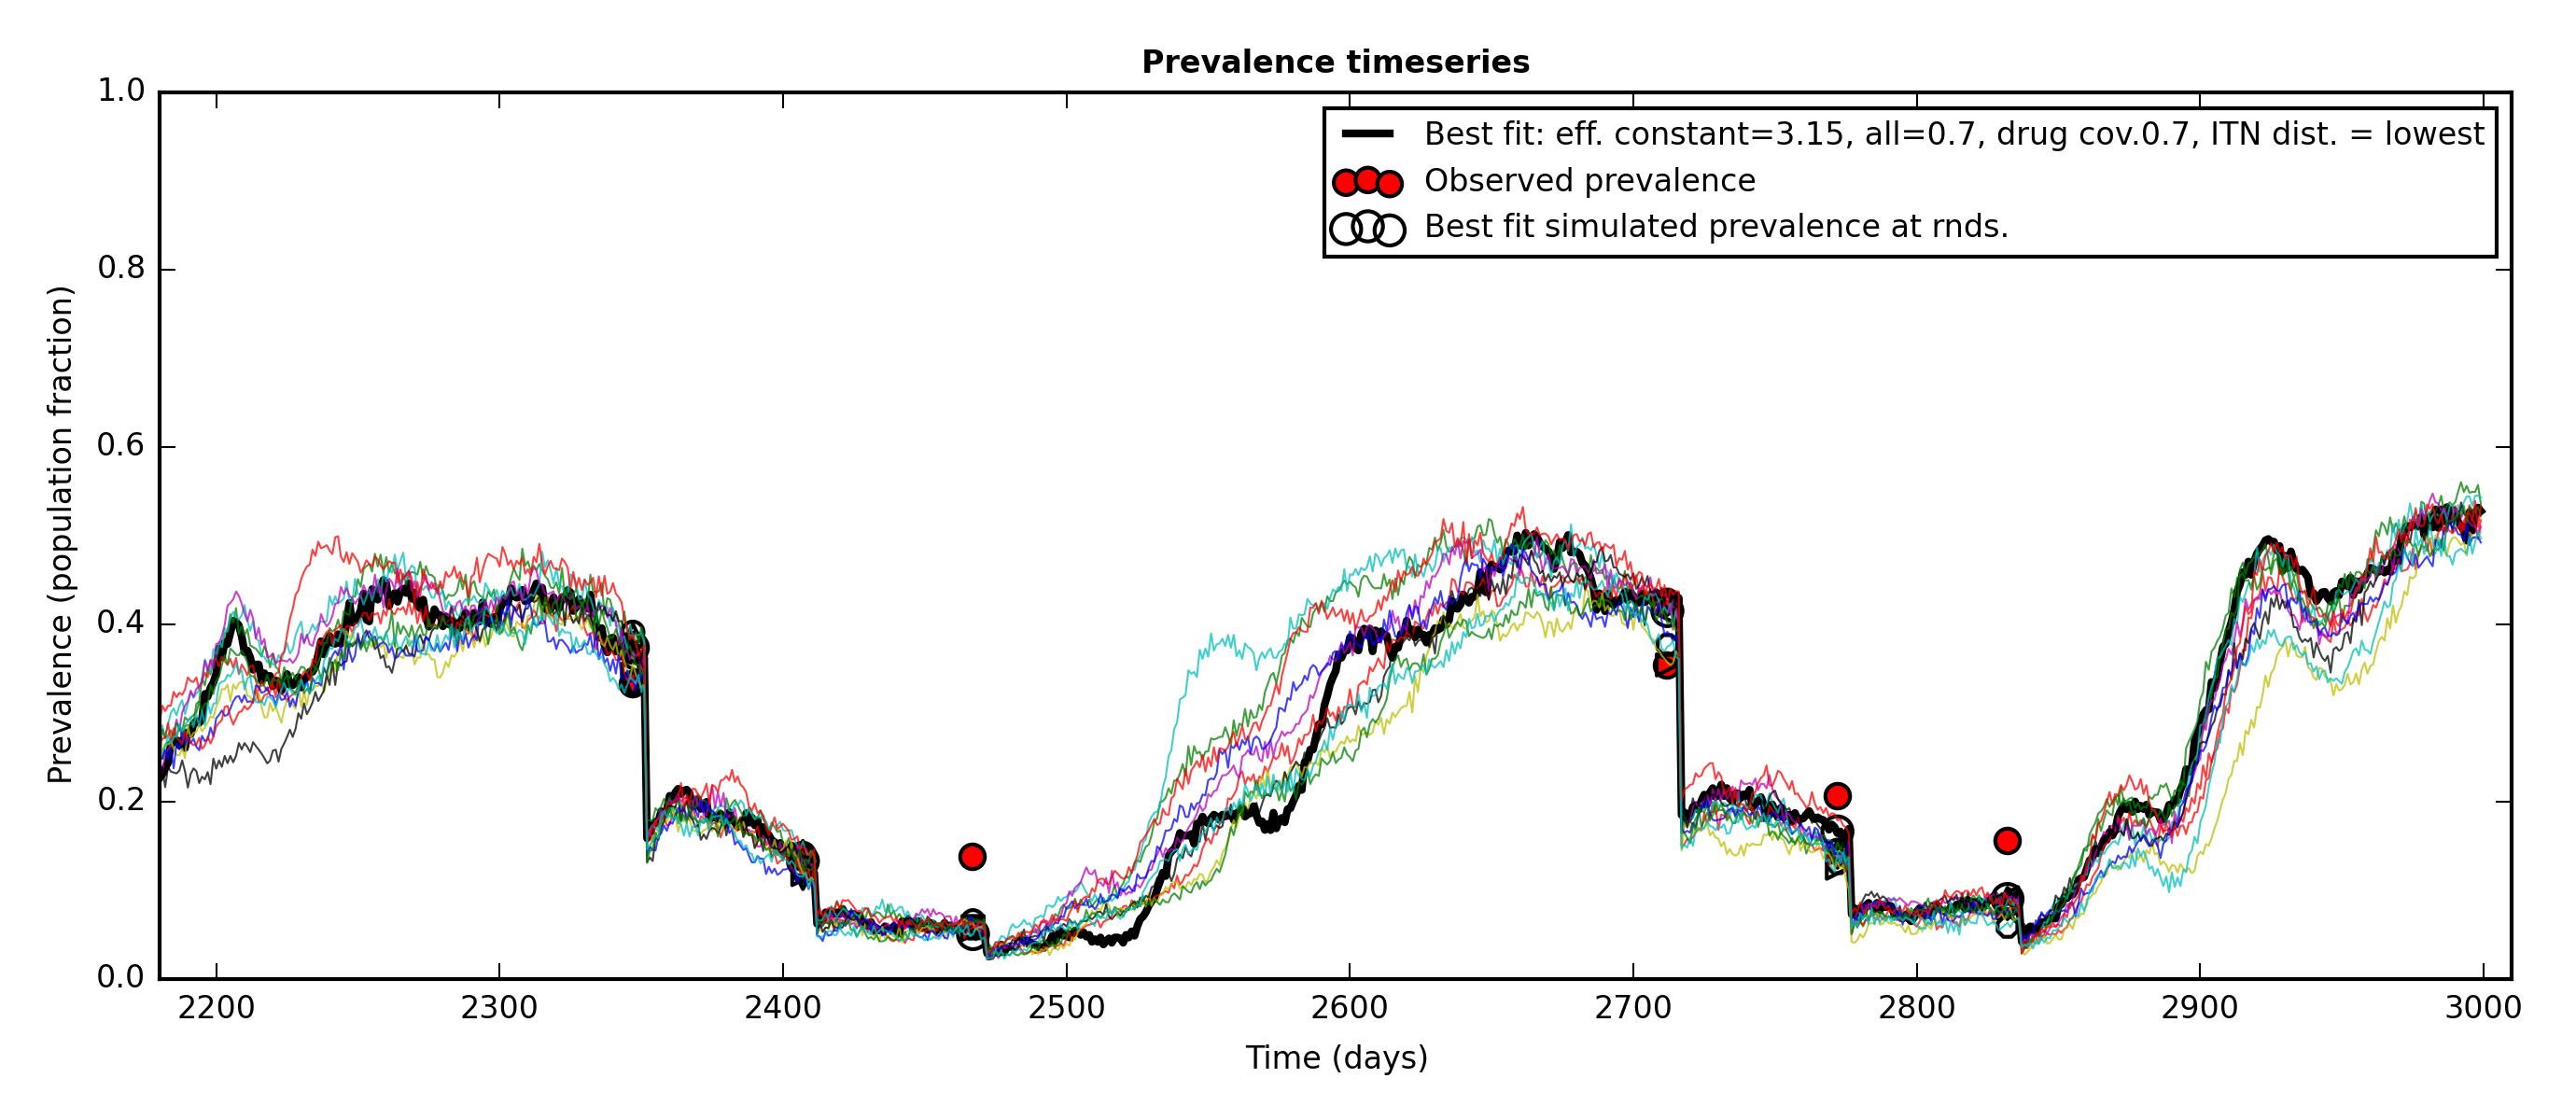 Prevalence timeseries
1.0
0.8
0.6
0.4
0.2
0.0
Prevalence (population fraction)
Best fit: eff. constant=3.15, all=0.7, drug cov.0.7, ITN dist. = lowest
Observed prevalence
Best fit simulated prevalence at rnds.
2200 2300 2400 2500 2600 2700 2800 2900 3000
Time (days)